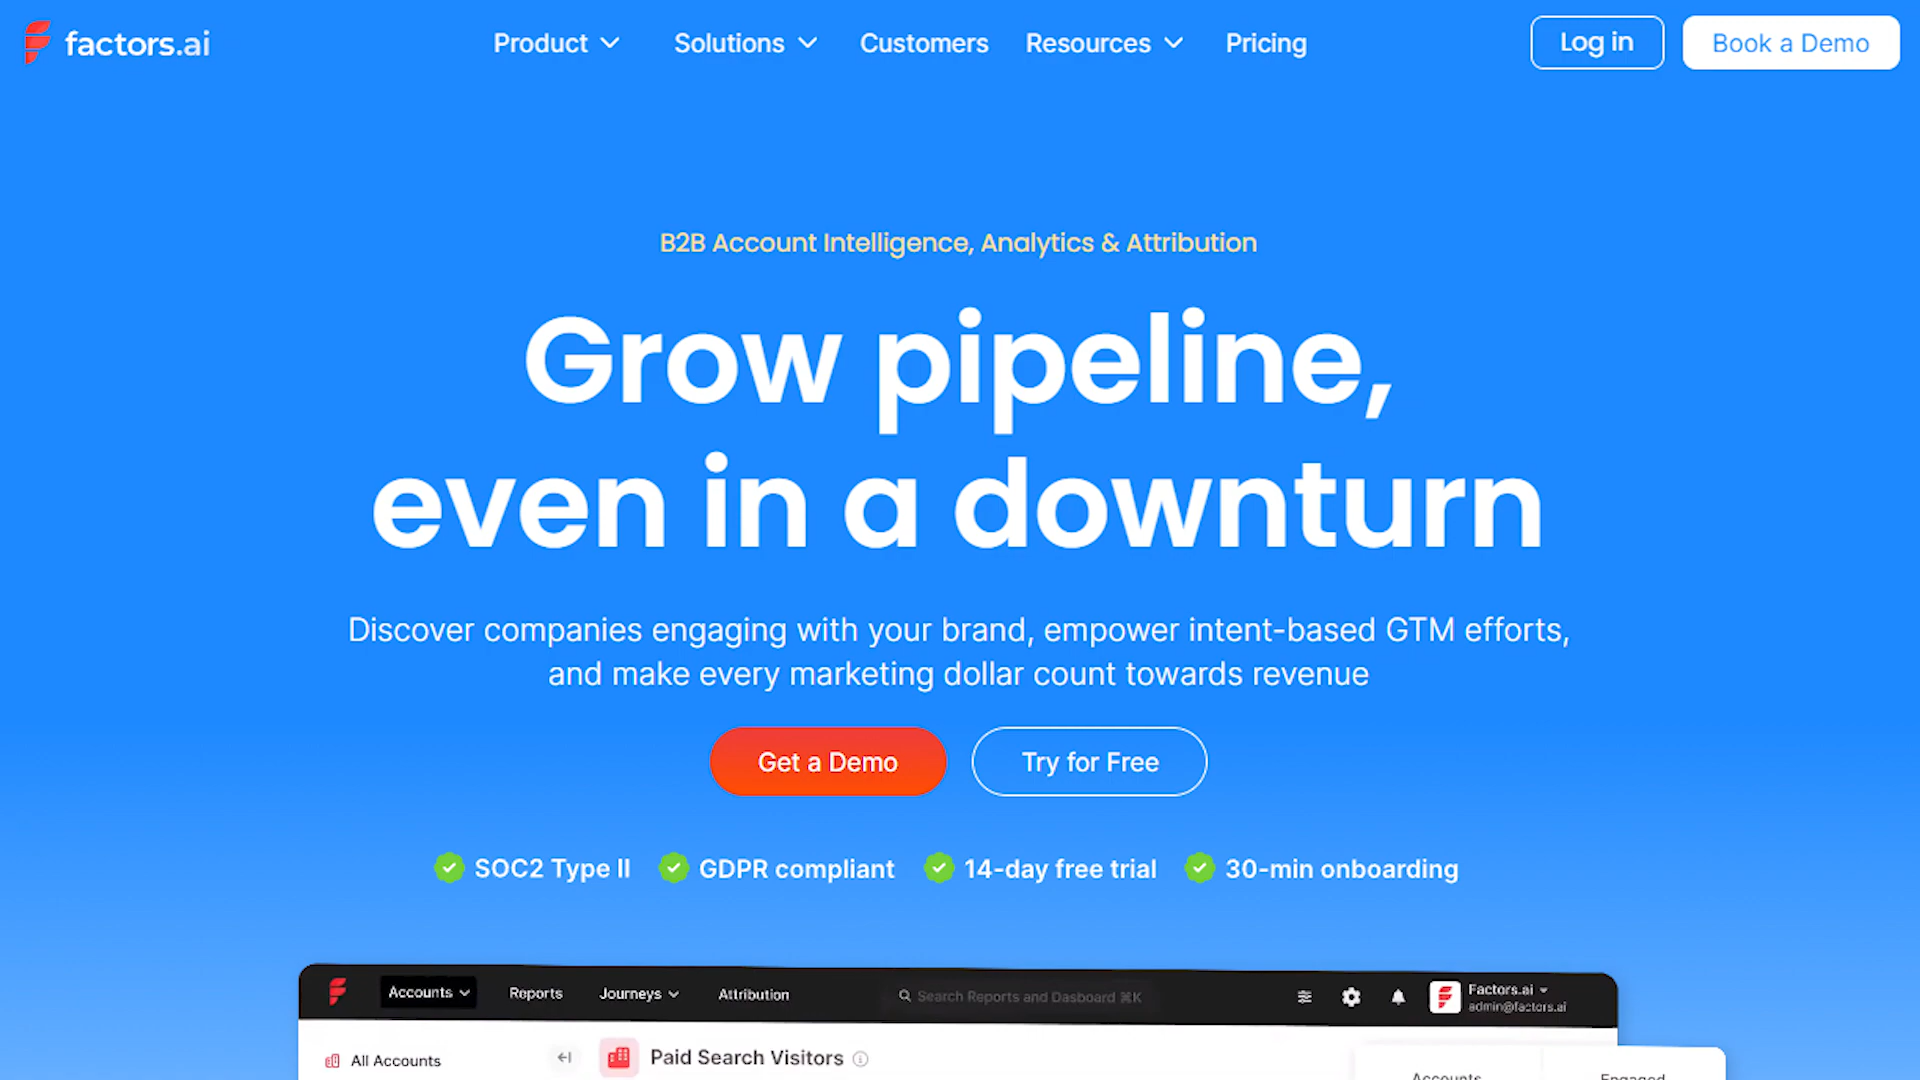 factors.ai
Product
Solutions
Customers
Resources
Pricing
Log in
Book a Demo
B2B Account Intelligence, Analytics & Attribution
Grow pipeline,
even in a downturn
Discover companies engaging with your brand, empower intent-based GTM efforts,
and make every marketing dollar count towards revenue
Get a Demo
Try for Free
SOC2 Type II
GDPR compliant
14-day free trial
30-min onboarding
Accounts
Reports
Journeys
Attribution
Search Reports and Dasboard ⌘K
Factors.ai
admin@factors.ai
All Accounts
Paid Search Visitors
Accounts
Engaged